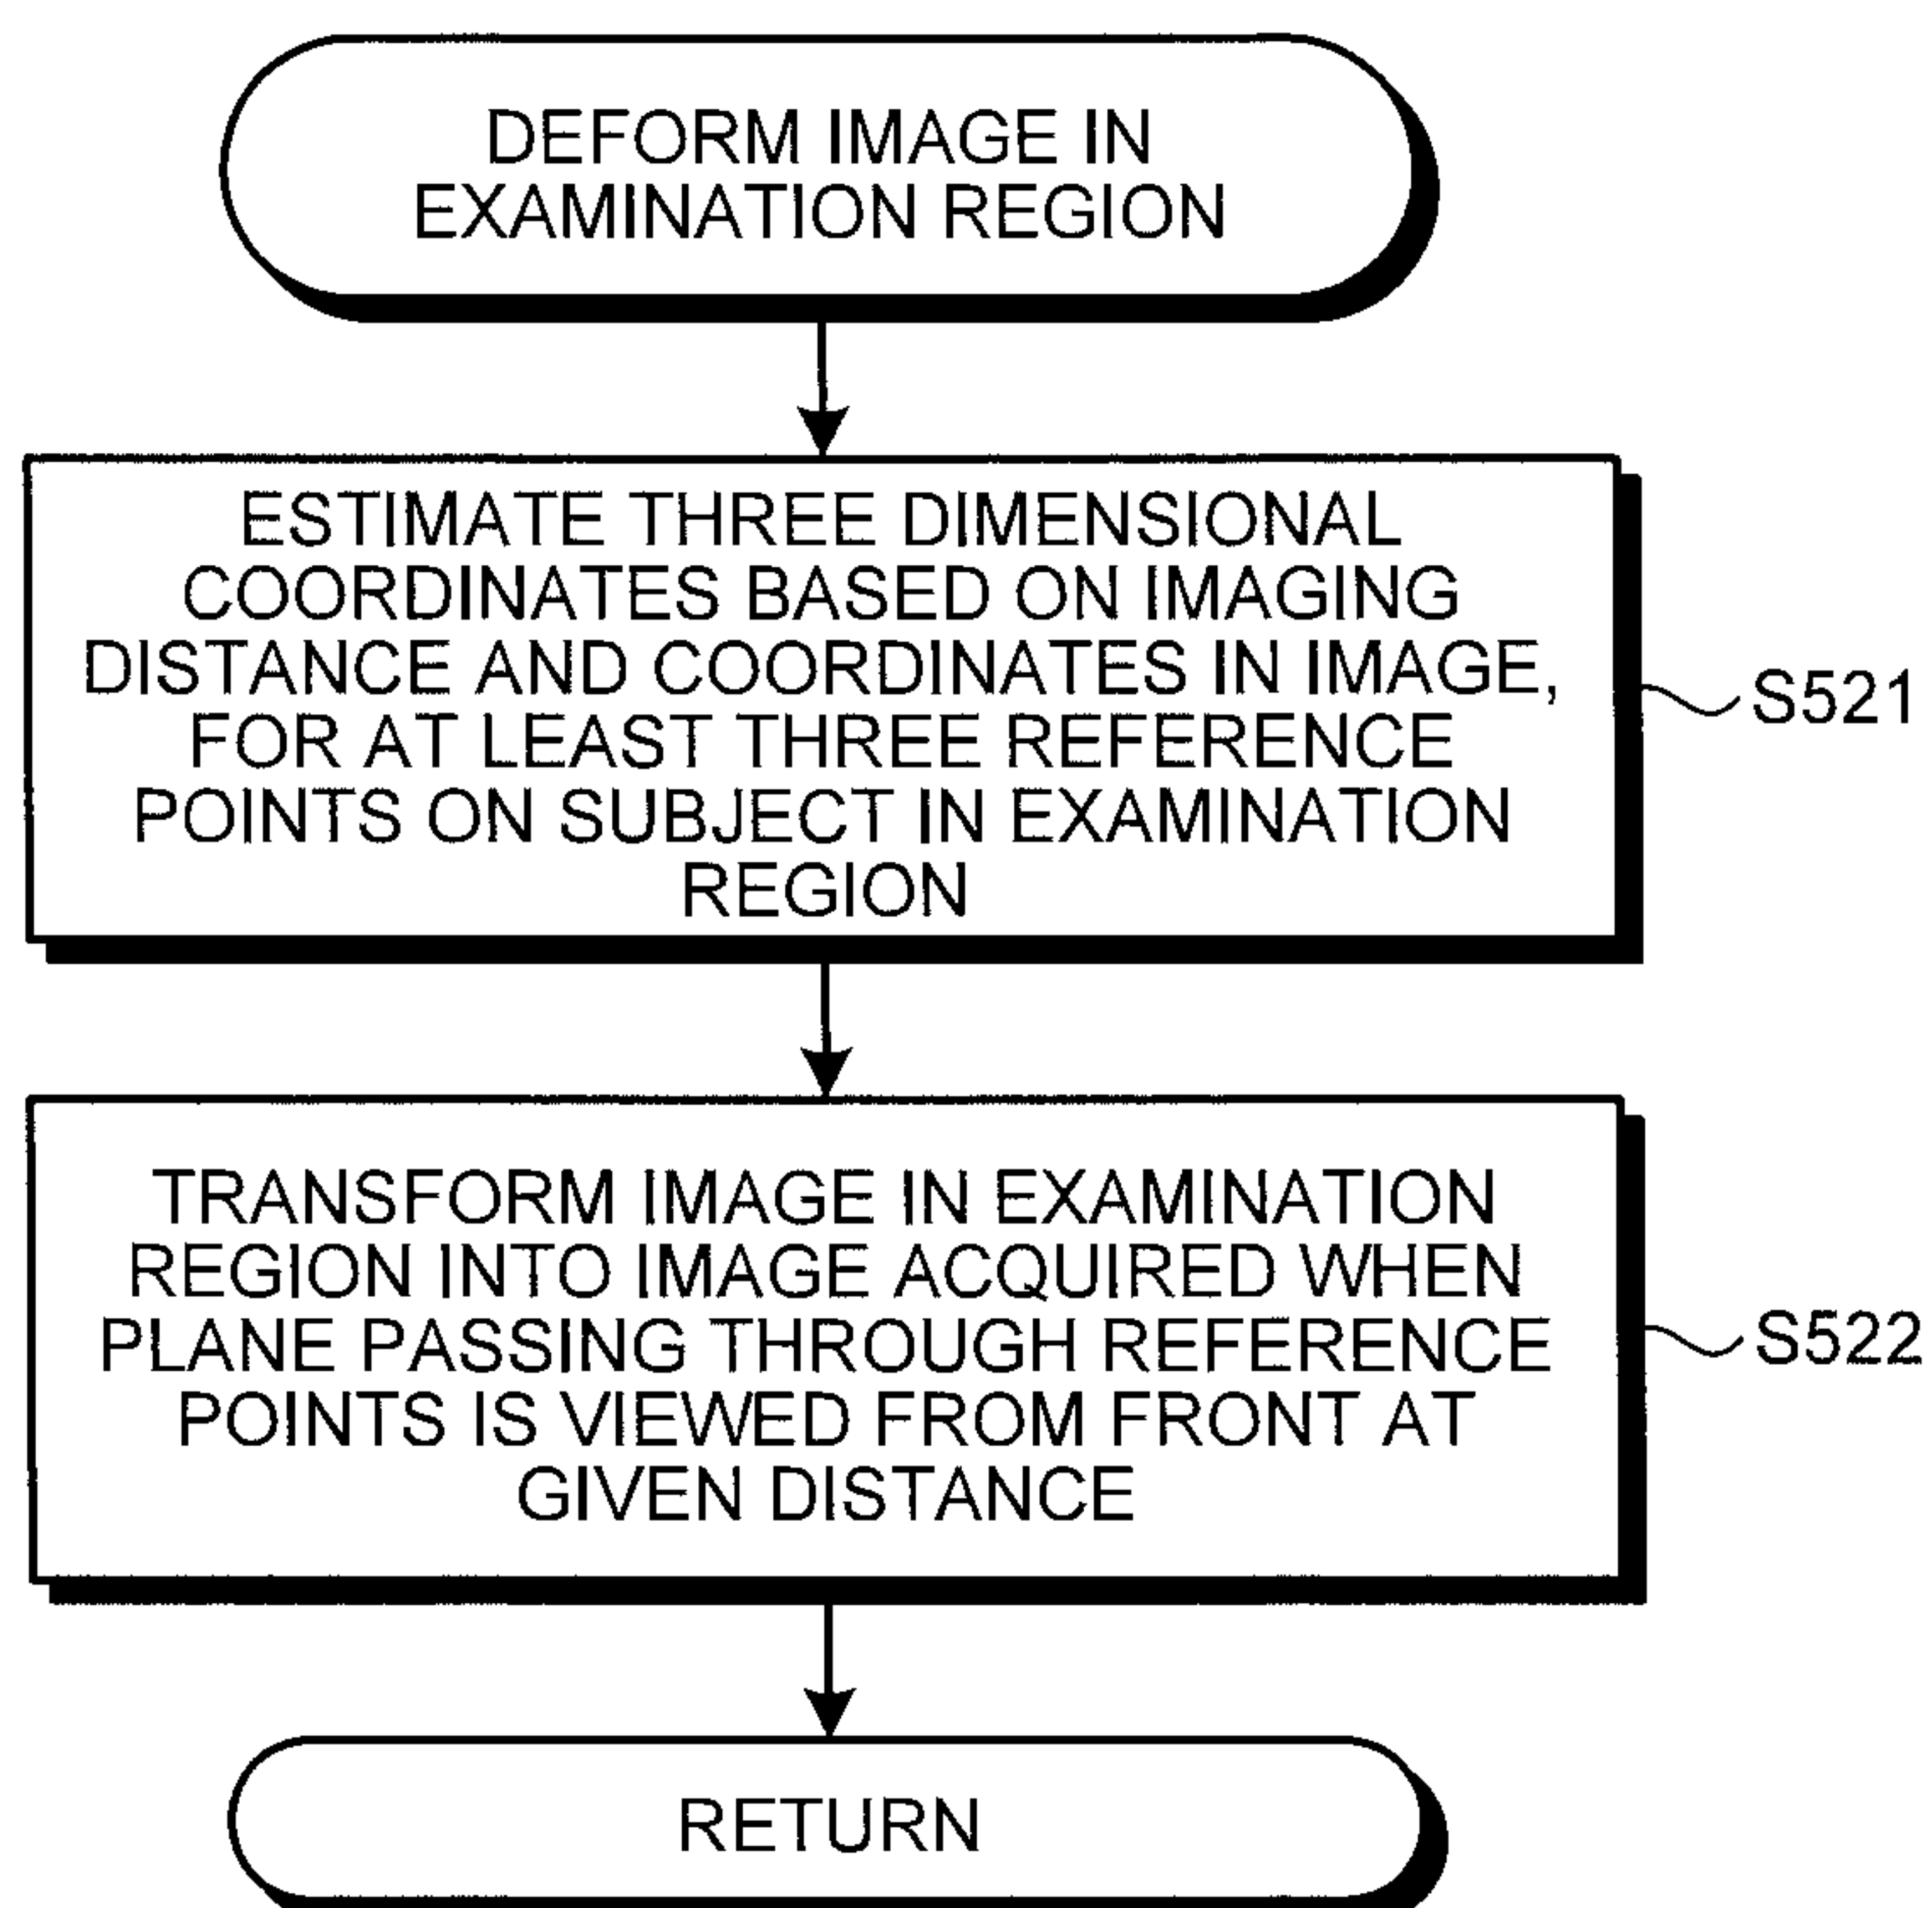 DEFORM IMAGE IN
EXAMINATION REGION
ESTIMATE THREE DIMENSIONAL
COORDINATES BASED ON IMAGING
DISTANCE AND COORDINATES IN IMAGE,
FOR AT LEAST THREE REFERENCE
POINTS ON SUBJECT IN EXAMINATION
REGION
S521
TRANSFORM IMAGE IN EXAMINATION
REGION INTO IMAGE ACQUIRED WHEN
PLANE PASSING THROUGH REFERENCE
POINTS IS VIEWED FROM FRONT AT
GIVEN DISTANCE
S522
RETURN